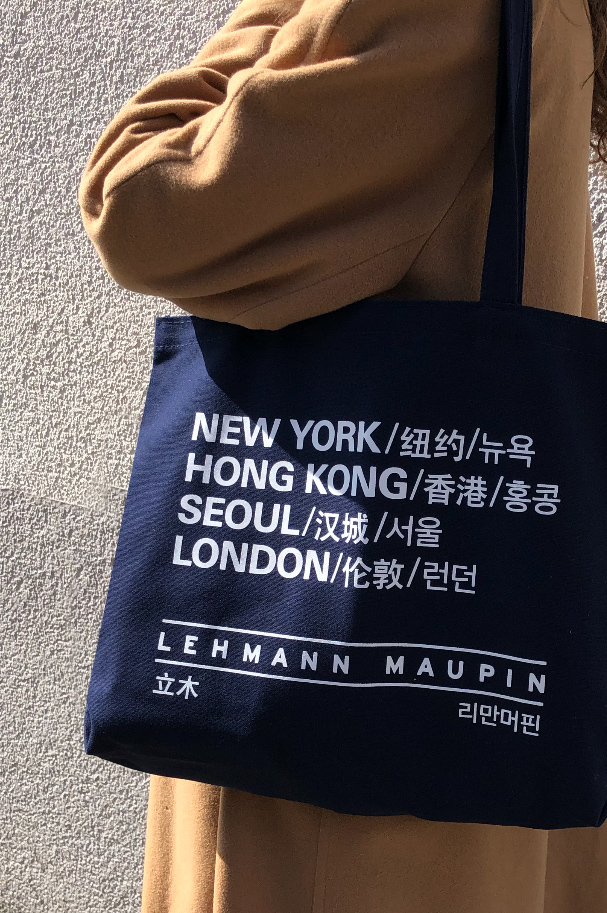 NEW YORK/纽约/뉴욕
HONG KONG/香港/홍콩
SEOUL/汉城/서울
LONDON/伦敦/런던
LEHMANN MAUPIN
立木
리만머핀